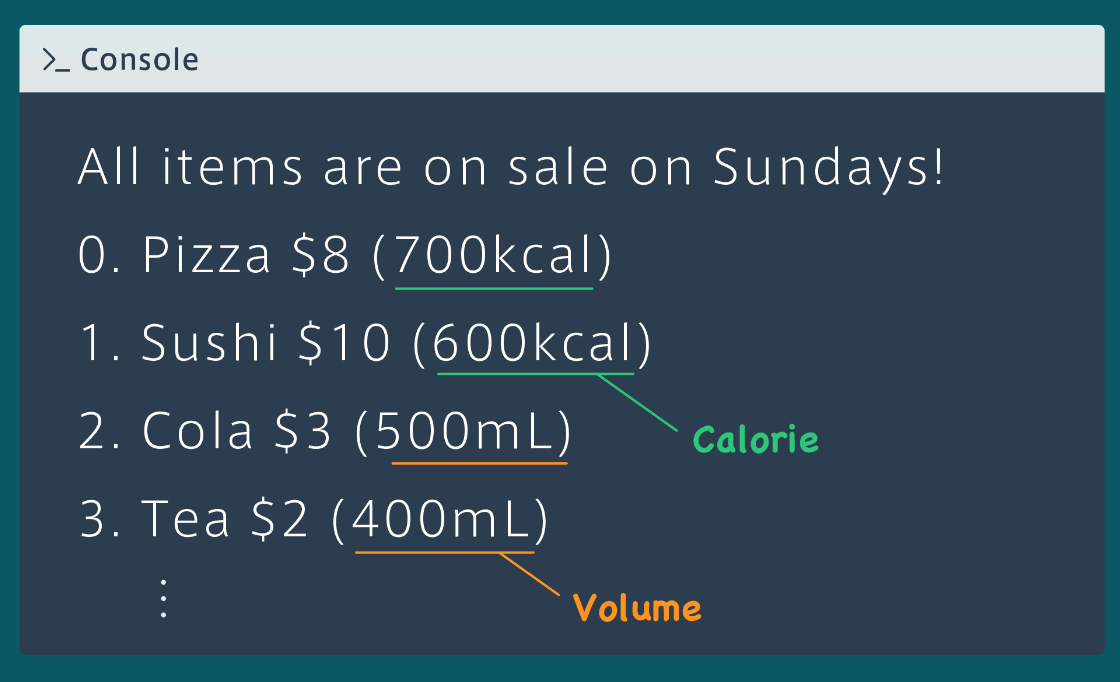 >_ Console
All items are on sale on Sundays!
0. Pizza $8 (700kcal)
1. Sushi $10 (600kcal)
2. Cola $3 (500mL)
Calorie
3. Tea $2 (400mL)
⋮
Volume